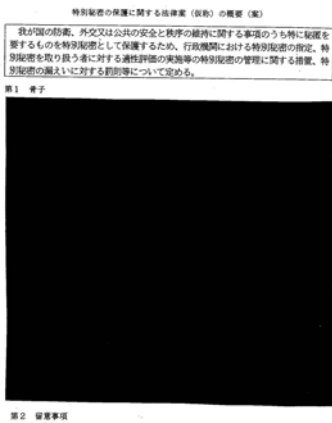 特別秘密の保護に関する法律案（仮称）の概要（案）
我が国の防衛、外交又は公共の安全と秩序の維持に関する事項のうち特に秘匿を
要するものを特別秘密として保護するため、行政機関における特別秘密の指定、特
別秘密を取り扱う者に対する適性評価の実施等の特別秘密の管理に関する措置、特
別秘密の漏えいに対する罰則等について定める。
第１　骨子
第２　留意事項